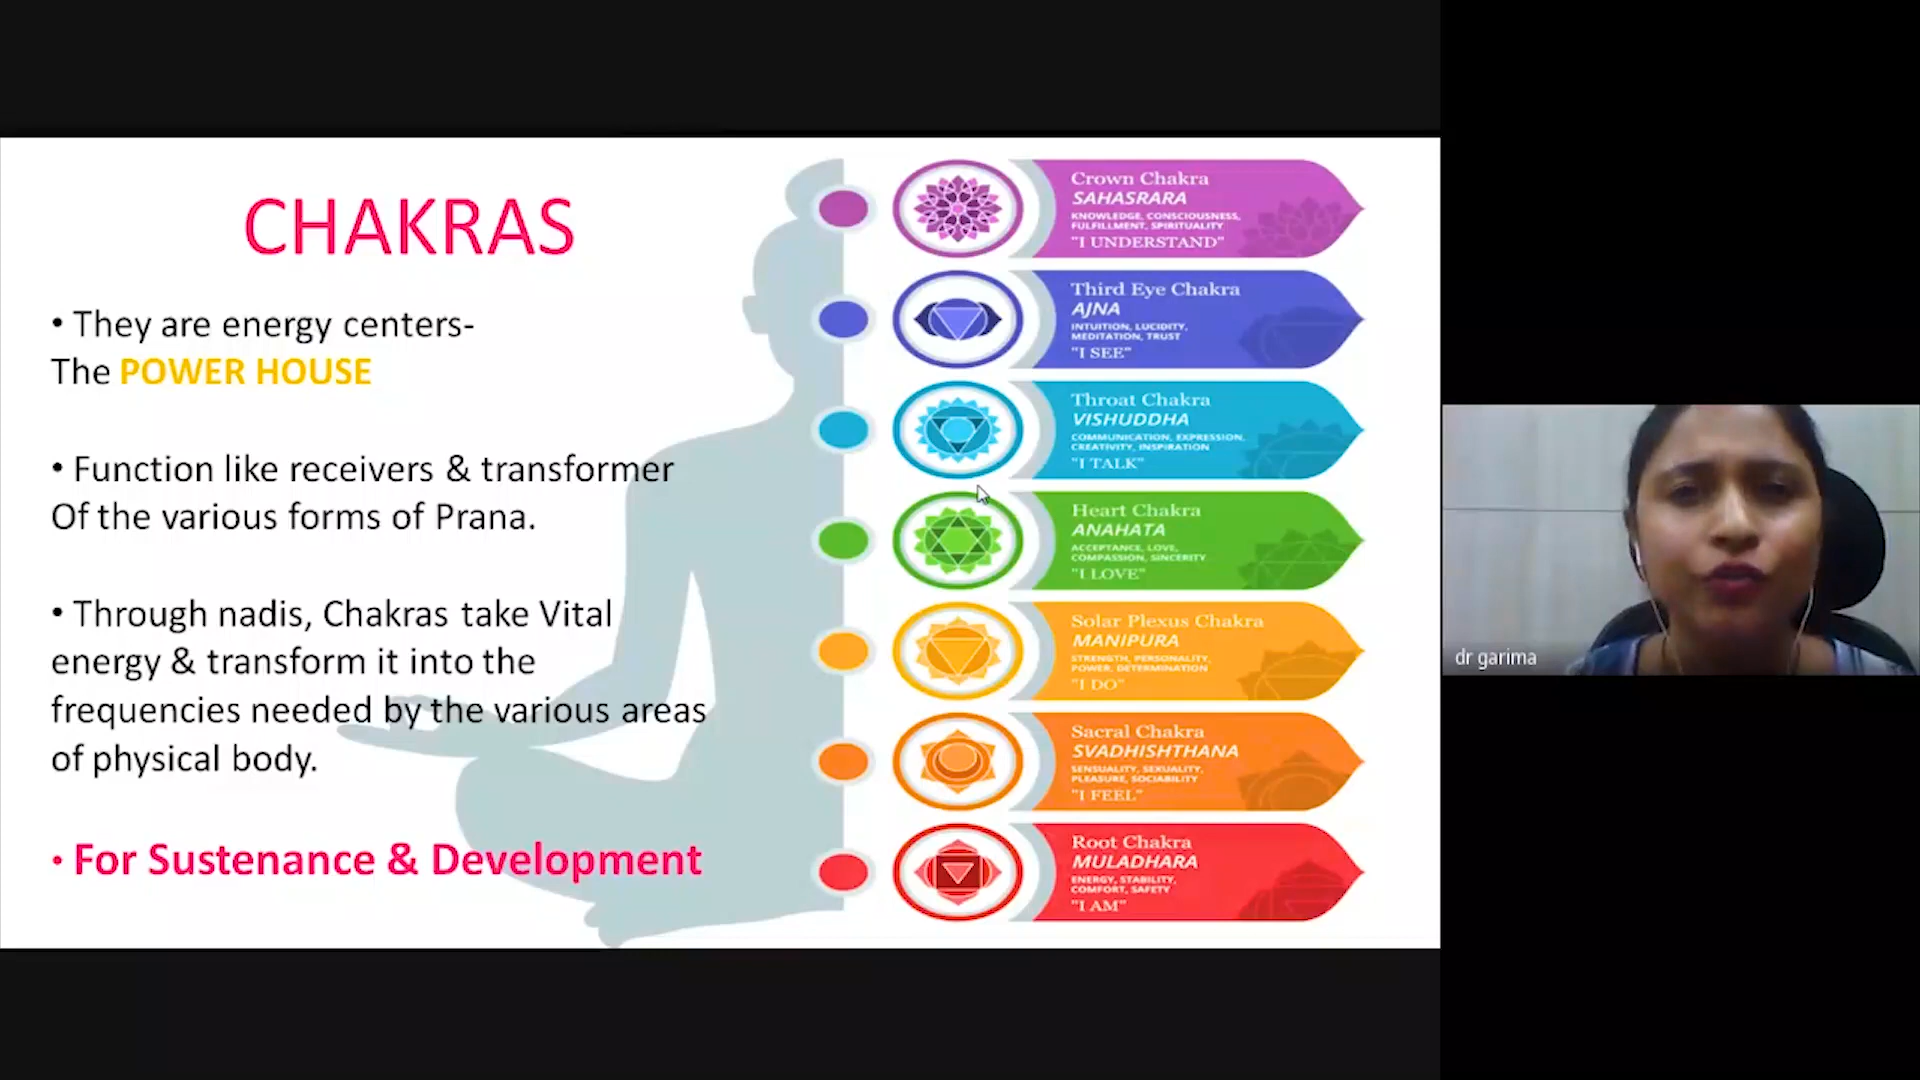 CHAKRAS
• They are energy centers-
The POWER HOUSE
• Function like receivers & transformer
Of the various forms of Prana.
• Through nadis, Chakras take Vital
energy & transform it into the
frequencies needed by the various areas
of physical body.
• For Sustenance & Development
Crown Chakra
SAHASRARA
KNOWLEDGE, CONSCIOUSNESS,
FULFILLMENT, SPIRITUALITY
"I UNDERSTAND"
Third Eye Chakra
AJNA
INTUITION, LUCIDITY,
MEDITATION, TRUST
"I SEE"
Throat Chakra
VISHUDDHA
COMMUNICATION, EXPRESSION,
CREATIVITY, INSPIRATION
"I TALK"
Heart Chakra
ANAHATA
ACCEPTANCE, LOVE,
COMPASSION, SINCERITY
"I LOVE"
Solar Plexus Chakra
MANIPURA
STRENGTH, PERSONALITY,
POWER, DETERMINATION
"I DO"
Sacral Chakra
SVADHISHTHANA
SENSUALITY, SEXUALITY,
PLEASURE, SOCIABILITY
"I FEEL"
Root Chakra
MULADHARA
ENERGY, STABILITY,
COMFORT, SAFETY
"I AM"
dr garima